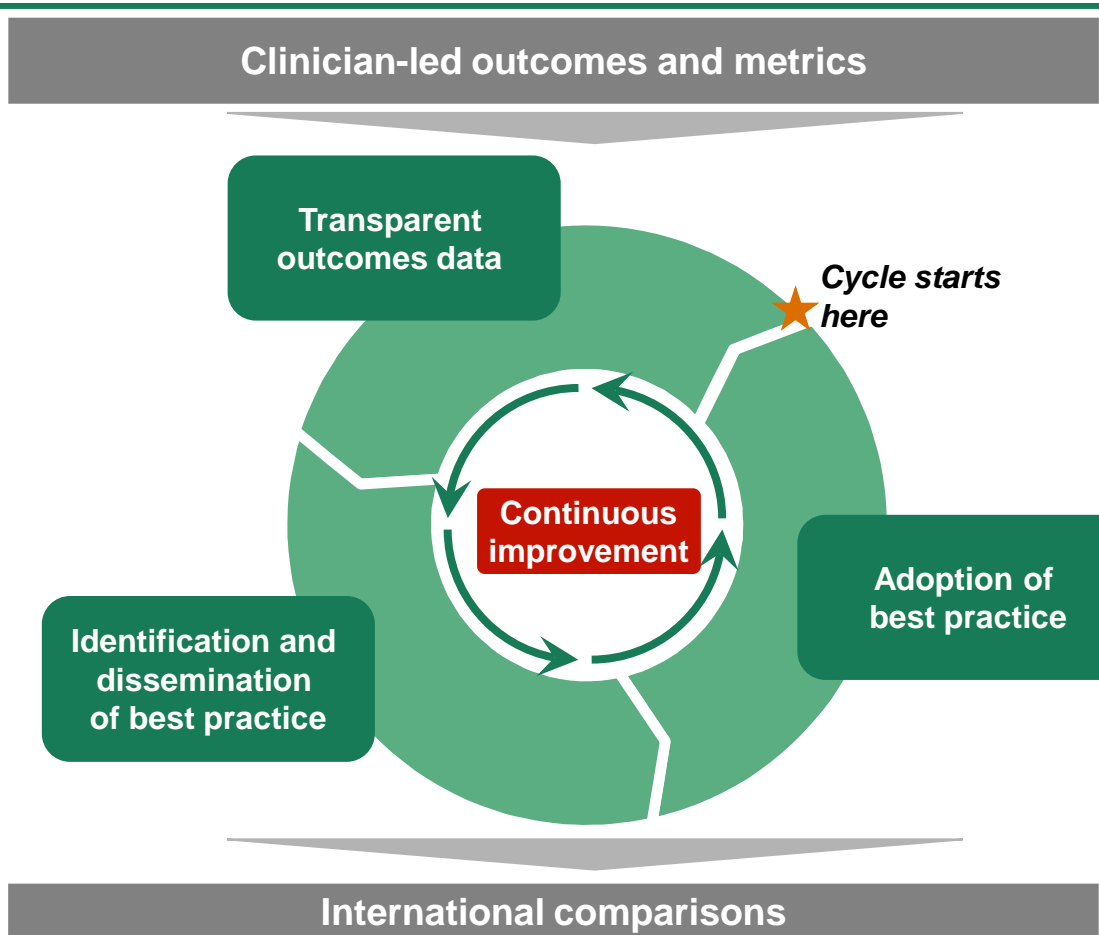 Clinician-led outcomes and metrics
Transparent
outcomes data
Cycle starts
here
Continuous
improvement
Adoption of
best practice
Identification and
dissemination
of best practice
International comparisons